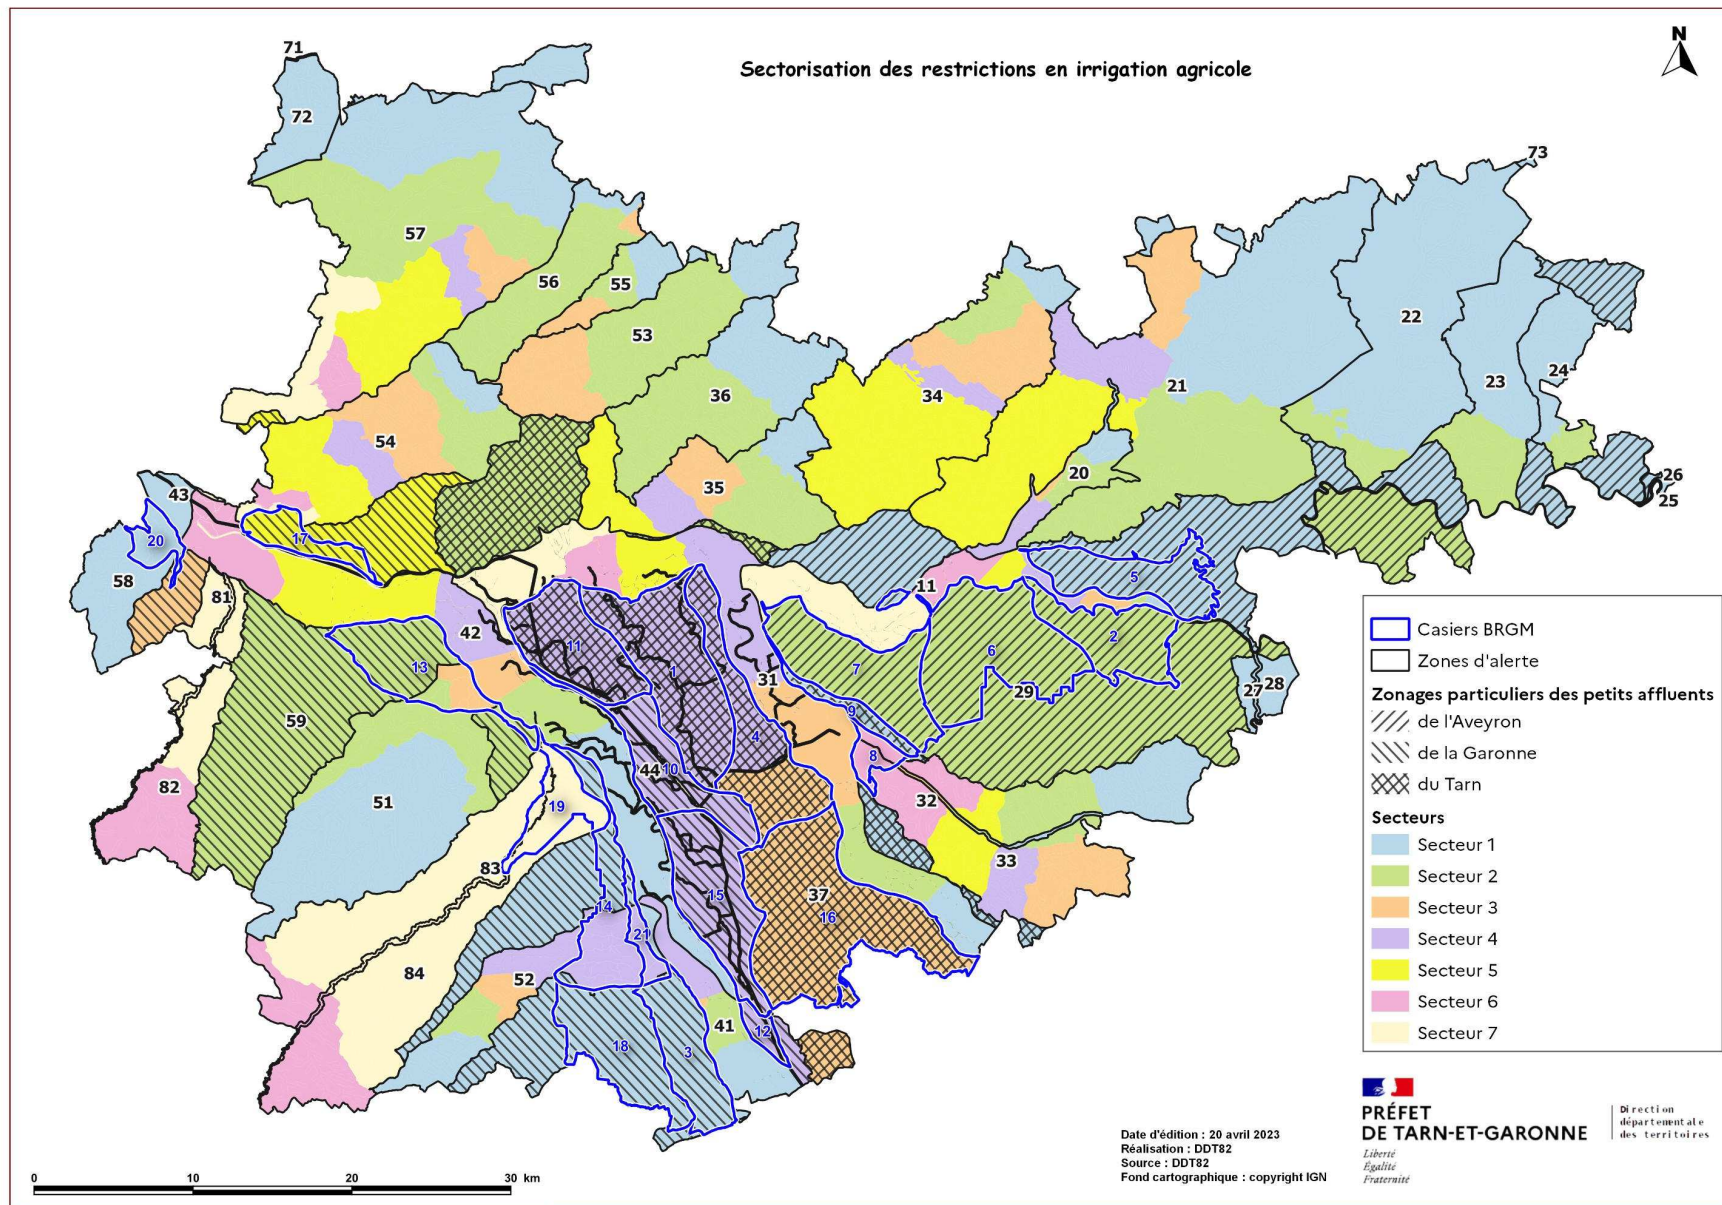 Sectorisation des restrictions en irrigation agricole
N
71
72
73
57
56
55
53
22
23
24
21
36
34
54
35
20
26
25
43
20
17
58
81
42
13
59
82
51
11
11
1
31
4
7
9
6
29
5
2
27
28
44
10
8
32
33
19
83
14
15
37
16
21
84
52
41
12
18
3
Casiers BRGM
Zones d'alerte
Zonages particuliers des petits affluents
de l'Aveyron
de la Garonne
du Tarn
Secteurs
Secteur 1
Secteur 2
Secteur 3
Secteur 4
Secteur 5
Secteur 6
Secteur 7
PRÉFET
DE TARN-ET-GARONNE
Liberté
Égalité
Fraternité
Direction
départementale
des territoires
Date d'édition : 20 avril 2023
Réalisation : DDT82
Source : DDT82
Fond cartographique : copyright IGN
0 10 20 30 km